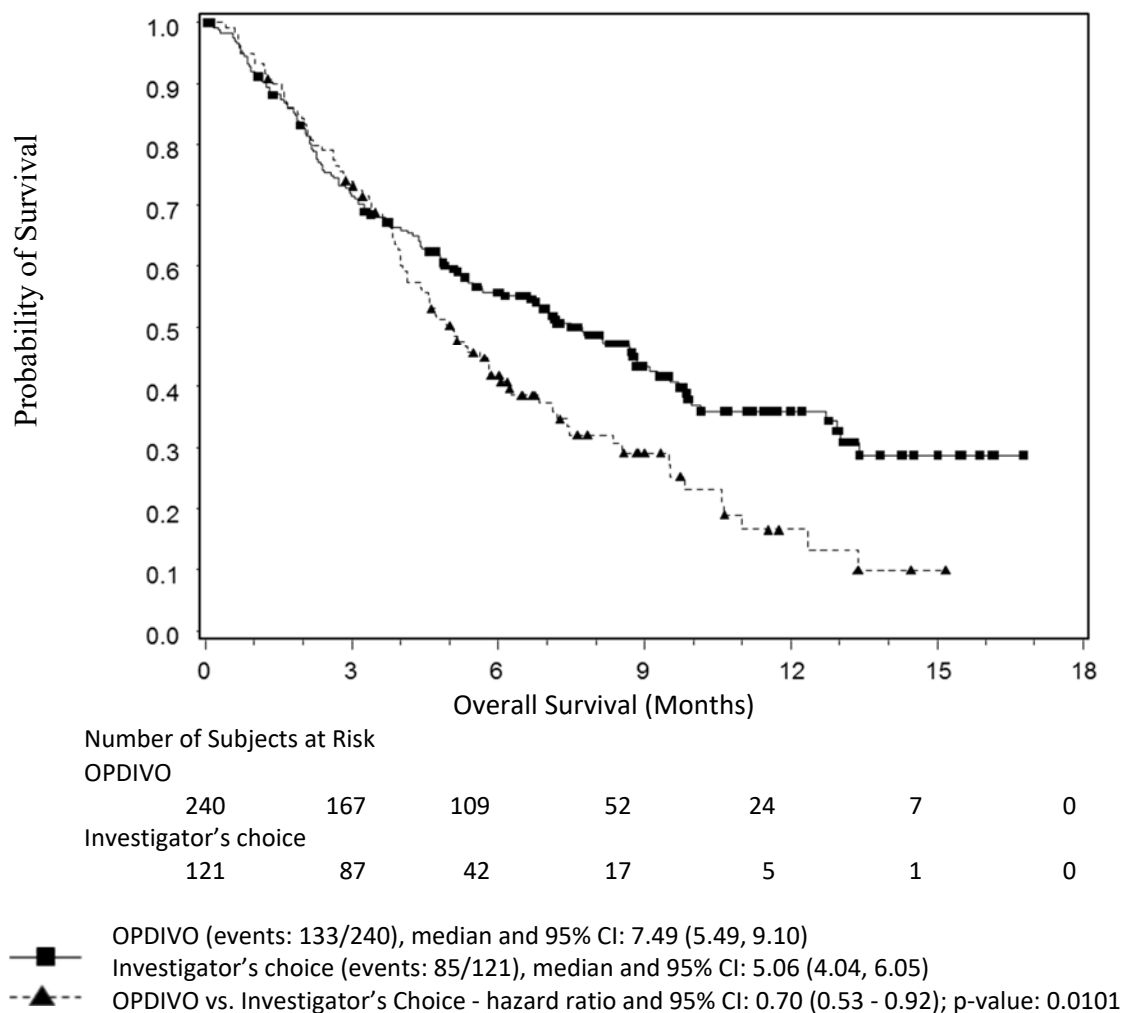 Probability of Survival
1.0
0.9
0.8
0.7
0.6
0.5
0.4
0.3
0.2
0.1
0.0
0 3 6 9 12 15 18
Overall Survival (Months)
Number of Subjects at Risk
OPDIVO
240 167 109 52 24 7 0
Investigator’s choice
121 87 42 17 5 1 0
OPDIVO (events: 133/240), median and 95% CI: 7.49 (5.49, 9.10)
Investigator’s choice (events: 85/121), median and 95% CI: 5.06 (4.04, 6.05)
OPDIVO vs. Investigator’s Choice - hazard ratio and 95% CI: 0.70 (0.53 - 0.92); p-value: 0.0101